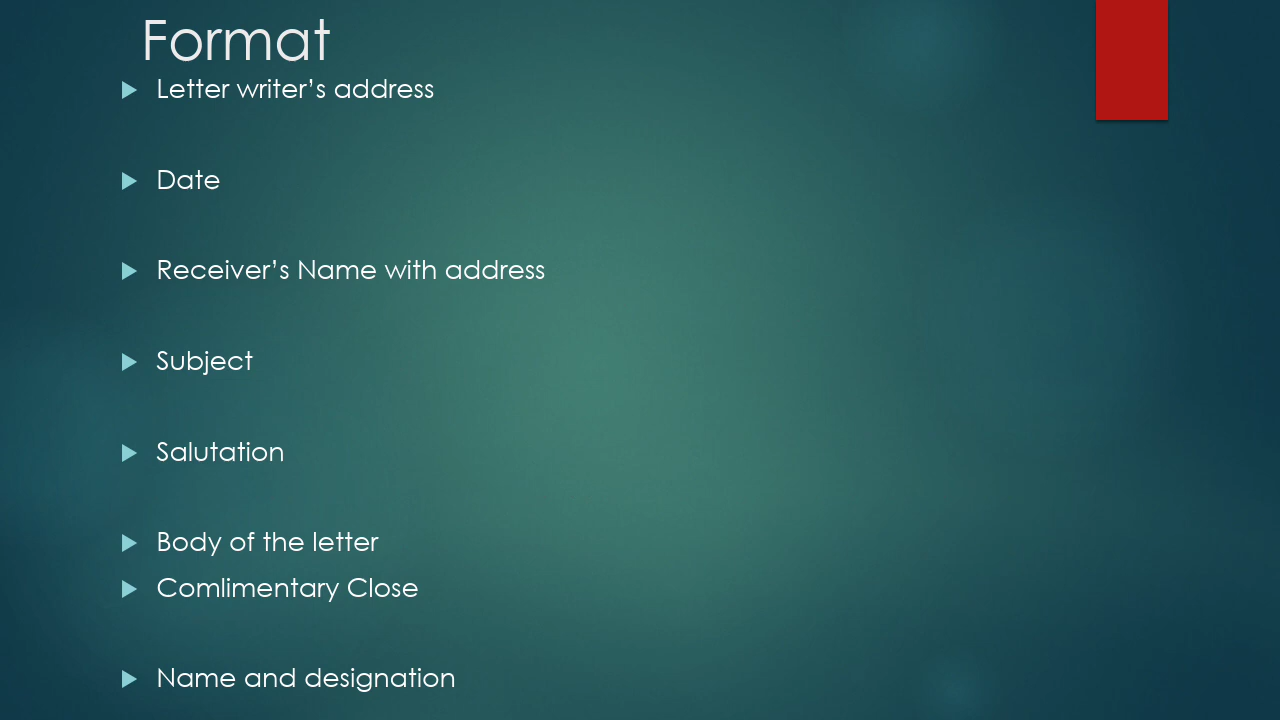 Format
Letter writer’s address
Date
Receiver’s Name with address
Subject
Salutation
Body of the letter
Comlimentary Close
Name and designation